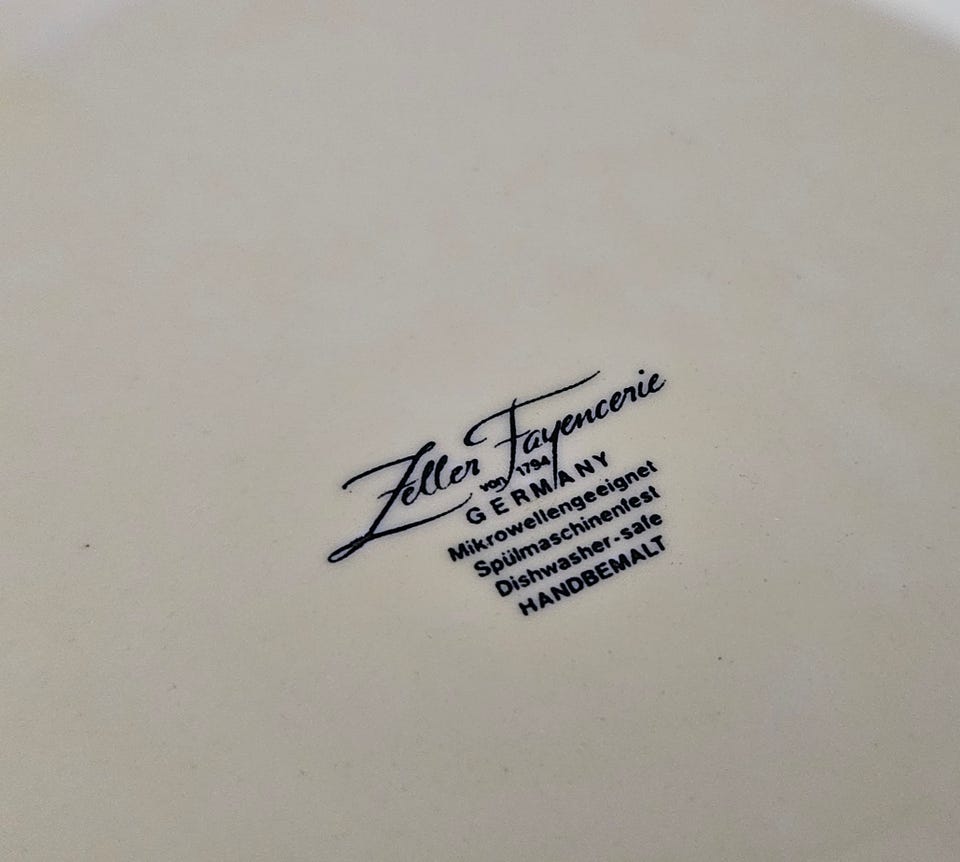 Zeller Fayencerie
von 1794
GERMANY
Mikrowellengeeignet
Spülmaschinenfest
Dishwasher-safe
HANDBEMALT